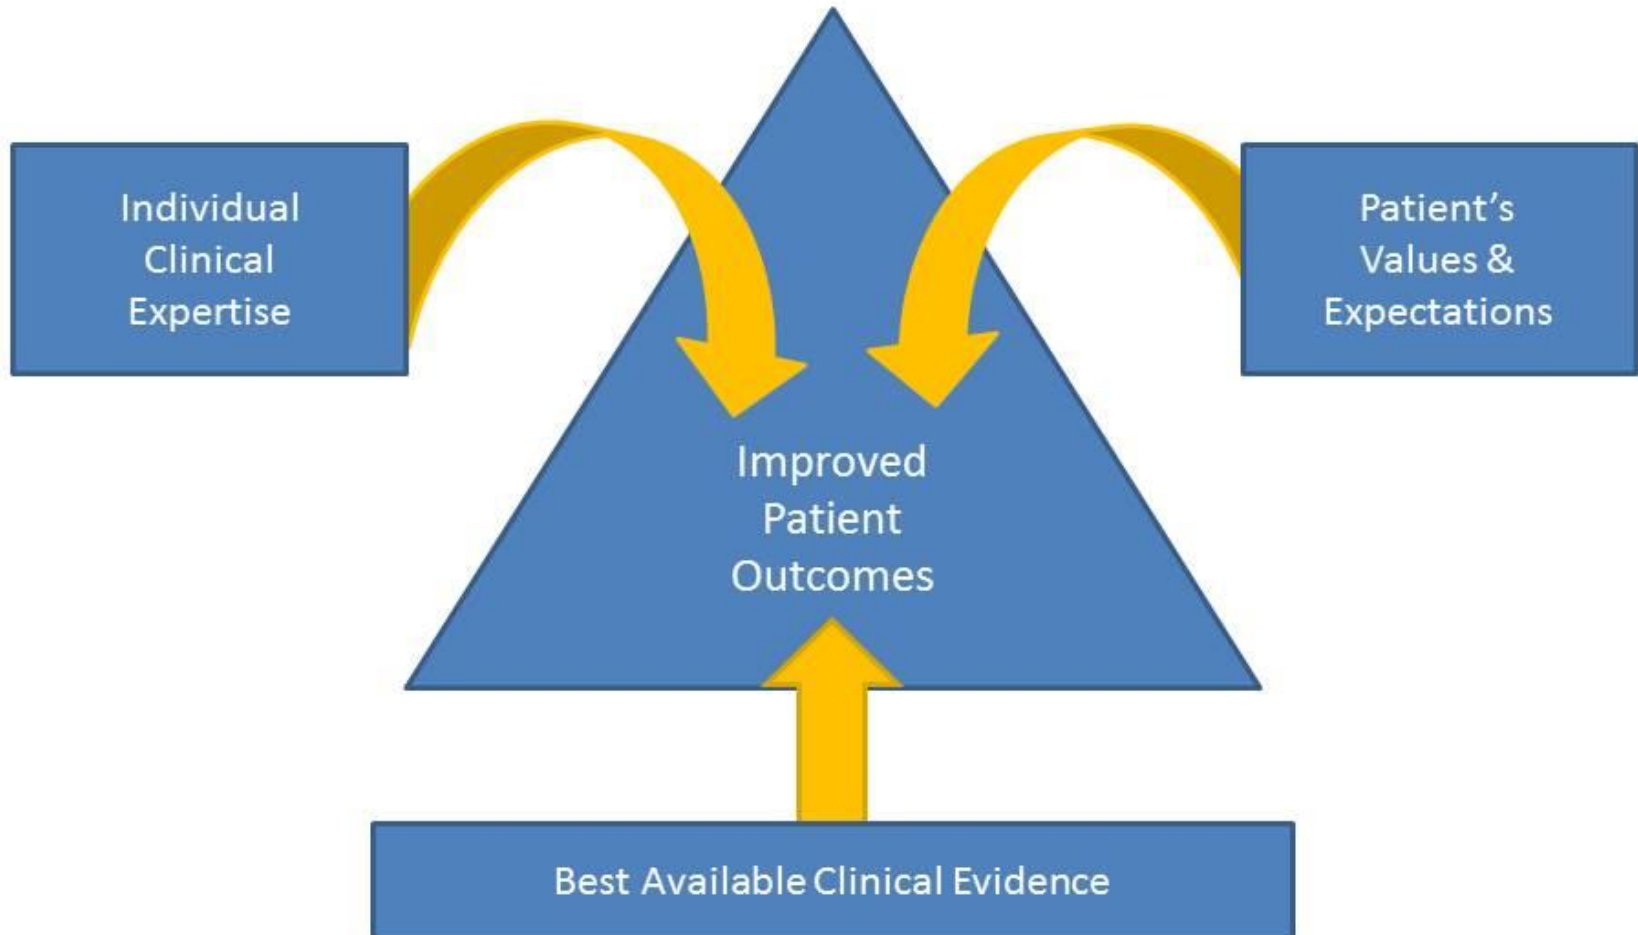 Individual
Clinical
Expertise
Patient’s
Values &
Expectations
Improved
Patient
Outcomes
Best Available Clinical Evidence